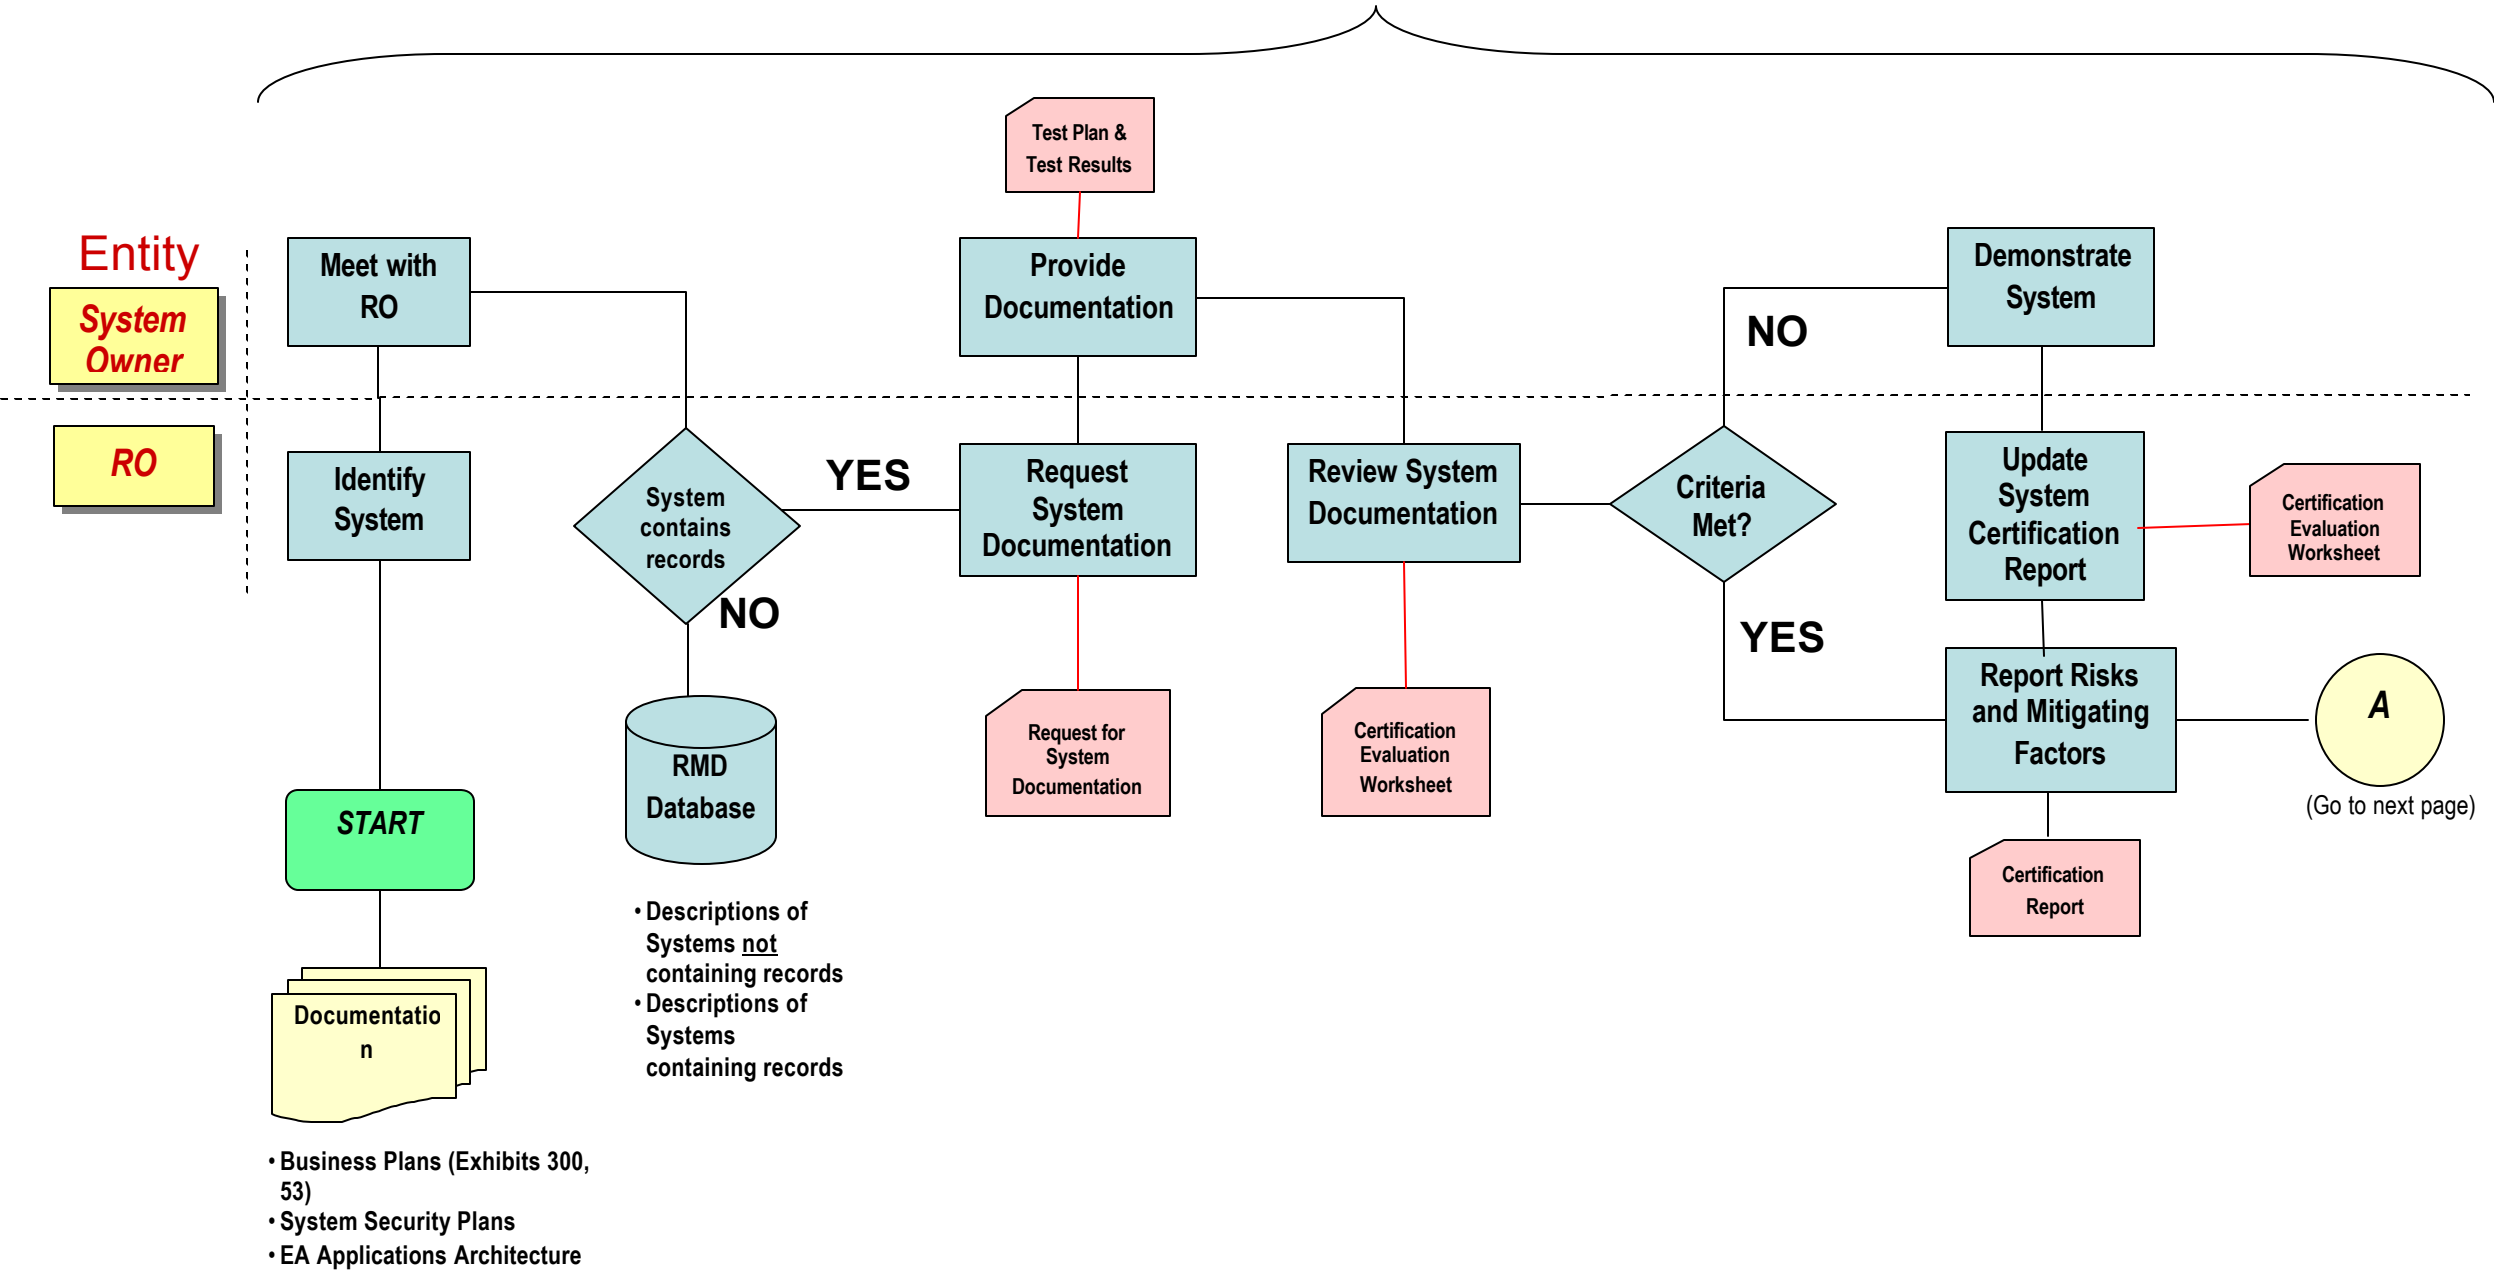 Test Plan &
Test Results
Entity
System
Owner
Meet with
RO
Provide
Documentation
Demonstrate
System
NO
RO
Identify
System
System
contains
records
YES
NO
Request
System
Documentation
Review System
Documentation
Criteria
Met?
YES
Update
System
Certification
Report
Certification
Evaluation
Worksheet
RMD
Database
Request for
System
Documentation
Certification
Evaluation
Worksheet
Report Risks
and Mitigating
Factors
A
(Go to next page)
Certification
Report
START
Documentatio
n
• Descriptions of
Systems not
containing records
• Descriptions of
Systems
containing records
• Business Plans (Exhibits 300,
53)
• System Security Plans
• EA Applications Architecture